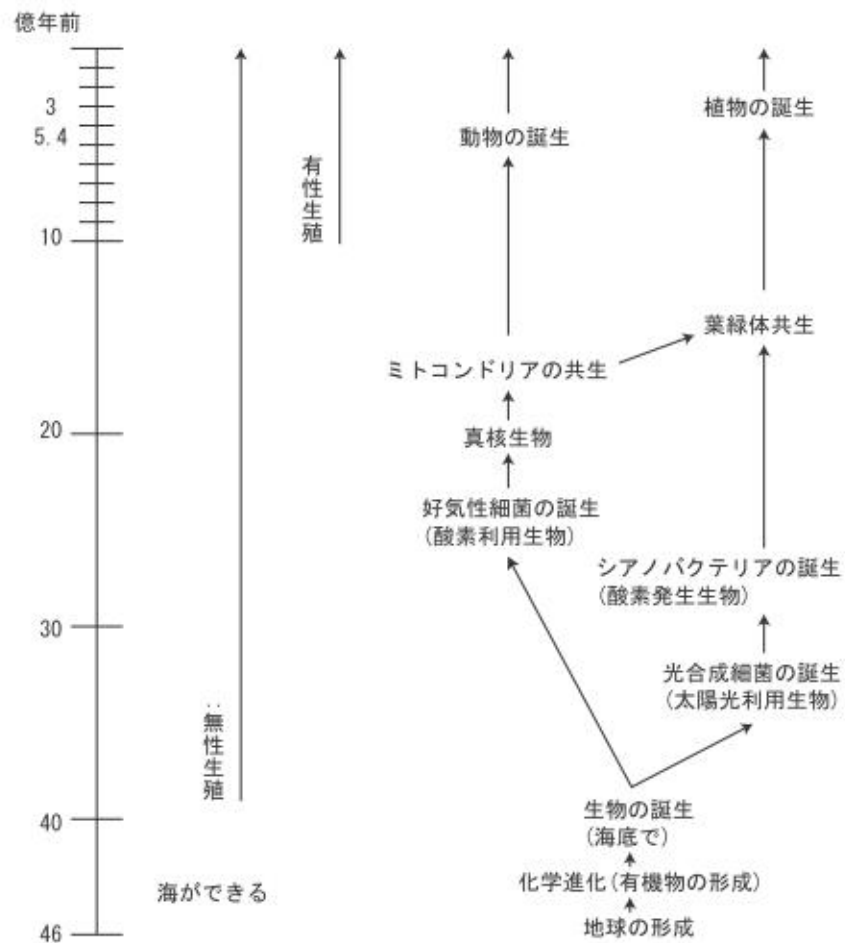 億年前
3
5.4
10
20
30
40
46
:無性生殖
有性生殖
海ができる
動物の誕生
植物の誕生
葉緑体共生
ミトコンドリアの共生
真核生物
好気性細菌の誕生
(酸素利用生物)
シアノバクテリアの誕生
(酸素発生生物)
光合成細菌の誕生
(太陽光利用生物)
生物の誕生
(海底で)
化学進化(有機物の形成)
地球の形成